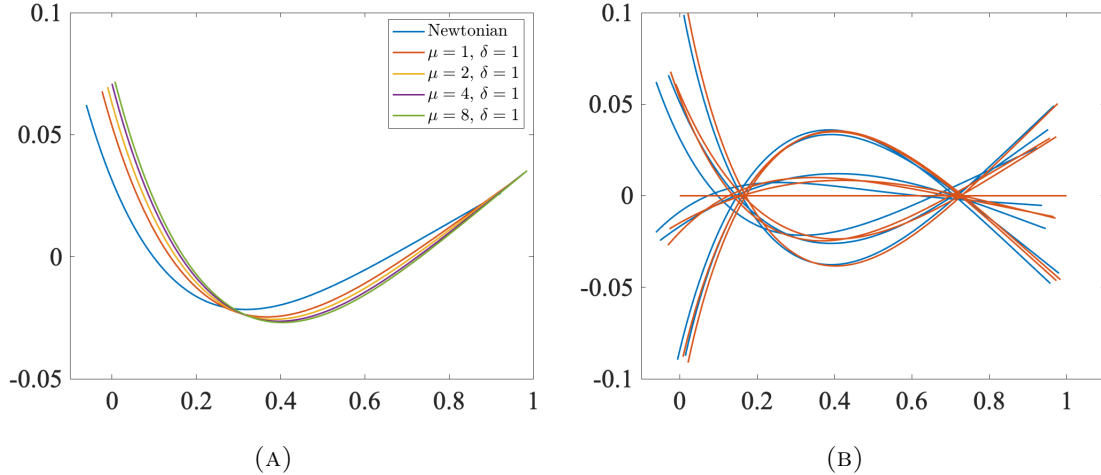 0.1
0.05
0
-0.05
0 0.2 0.4 0.6 0.8 1
Newtonian
μ = 1, δ = 1
μ = 2, δ = 1
μ = 4, δ = 1
μ = 8, δ = 1
(A)
0.1
0.05
0
-0.05
-0.1
0 0.2 0.4 0.6 0.8 1
(B)